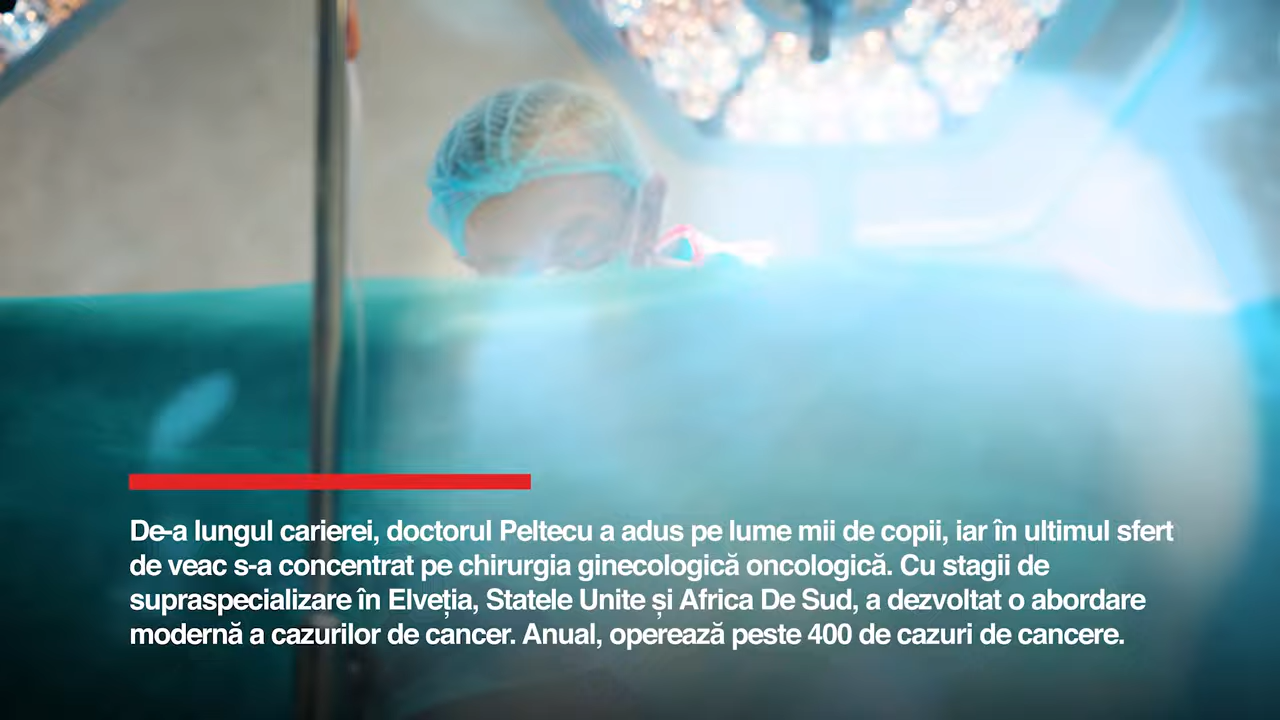 De-a lungul carierei, doctorul Peltecu a adus pe lume mii de copii, iar în ultimul sfert
de veac s-a concentrat pe chirurgia ginecologică oncologică. Cu stagii de
supraspecializare în Elveția, Statele Unite și Africa De Sud, a dezvoltat o abordare
modernă a cazurilor de cancer. Anual, operează peste 400 de cazuri de cancere.